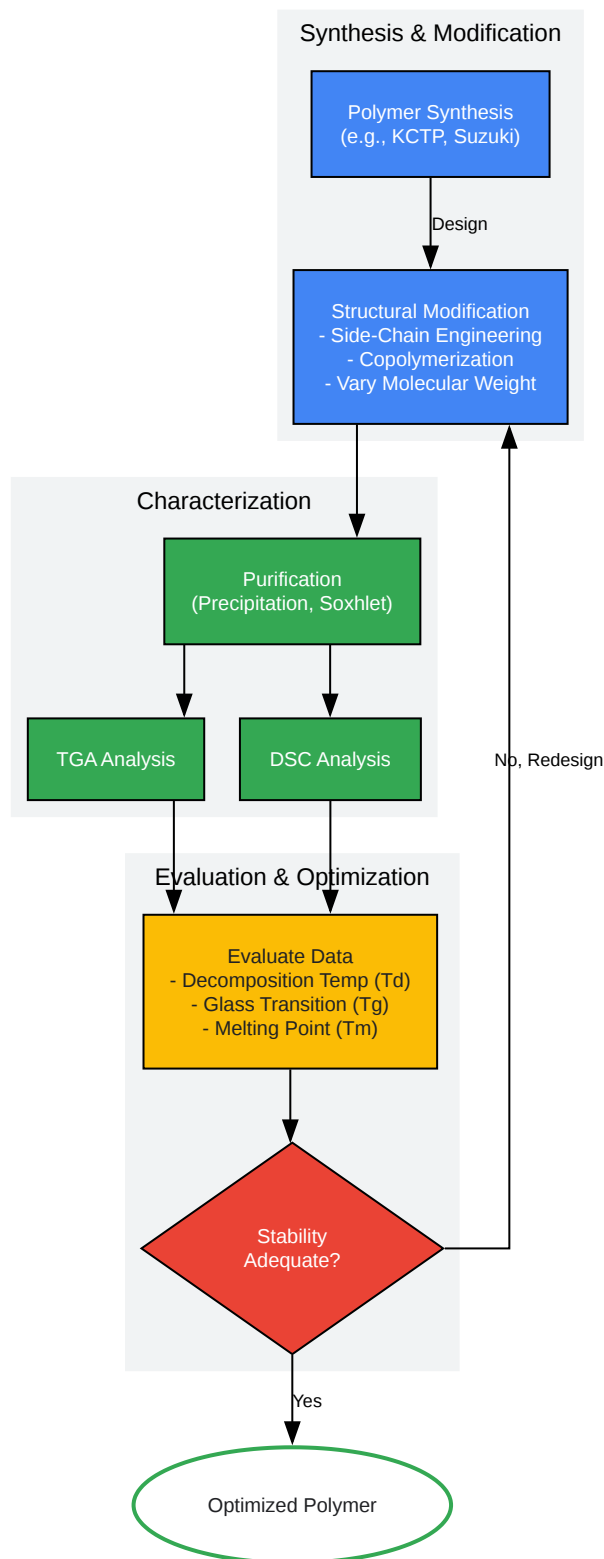 Synthesis & Modification
Polymer Synthesis
(e.g., KCTP, Suzuki)
Design
Structural Modification
- Side-Chain Engineering
- Copolymerization
- Vary Molecular Weight
Characterization
Purification
(Precipitation, Soxhlet)
TGA Analysis
DSC Analysis
No, Redesign
Evaluation & Optimization
Evaluate Data
- Decomposition Temp (Td)
- Glass Transition (Tg)
- Melting Point (Tm)
Stability
Adequate?
Yes
Optimized Polymer